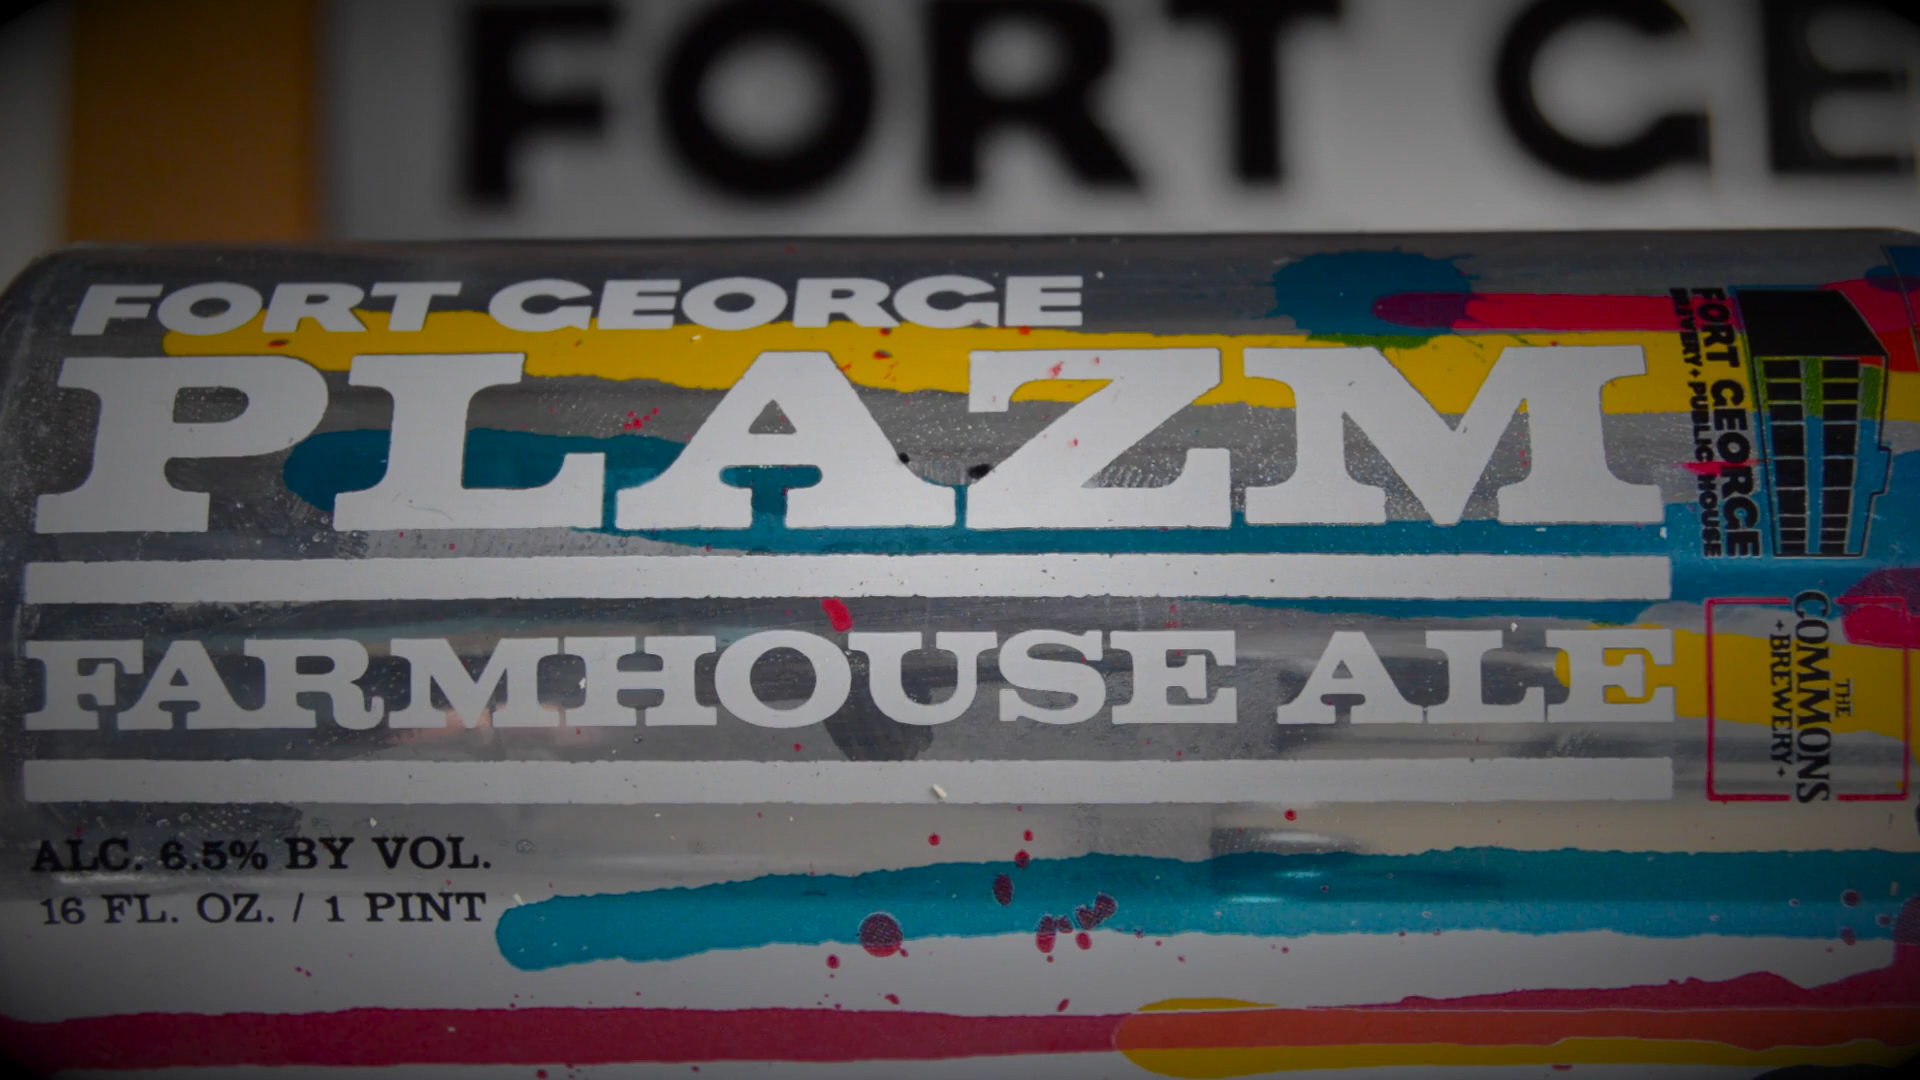 FORT GE
FORT GEORGE
PLAZM
FARMHOUSE ALE
ALC. 6.5% BY VOL.
16 FL. OZ. / 1 PINT
FORT GEORGE
BREWERY + PUBLIC HOUSE
THE
COMMONS
+BREWERY+